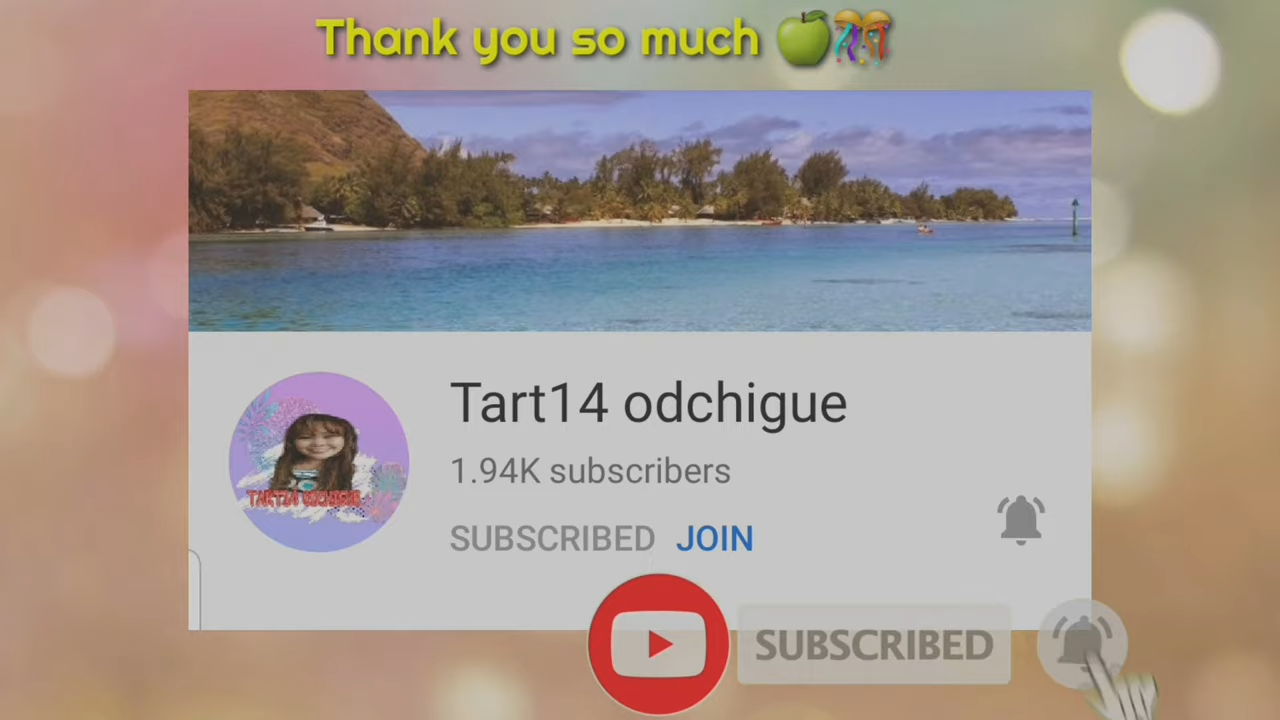 Thank you so much
Tart14 odchigue
1.94K subscribers
SUBSCRIBED JOIN
SUBSCRIBED